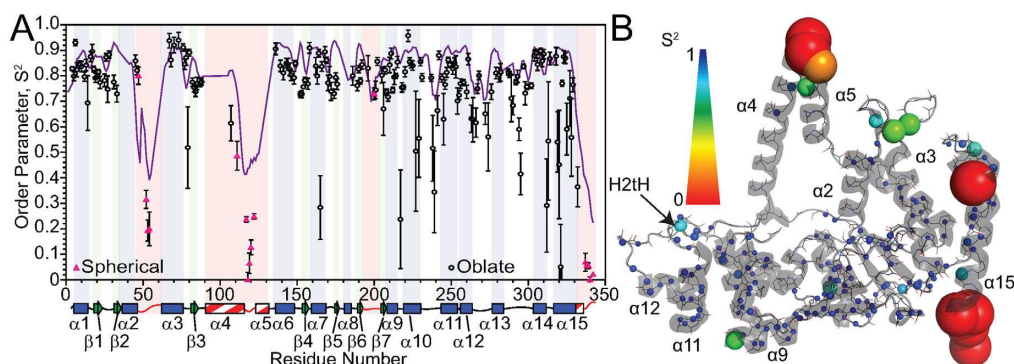 A
B
Order Parameter, S²
1.0
0.9
0.8
0.7
0.6
0.5
0.4
0.3
0.2
0.1
0
Spherical
Oblate
0 50 100 150 200 250 300 350
α1 α2 α3 α4 α5 α6 α7 α8 α9 α11 α13 α14 α15
β1 β2 β3 β4 β5 β6 β7 α10 α12
Residue Number
S²
1
0
α4
α5
α3
α2
H2tH
α12
α11
α9
α15